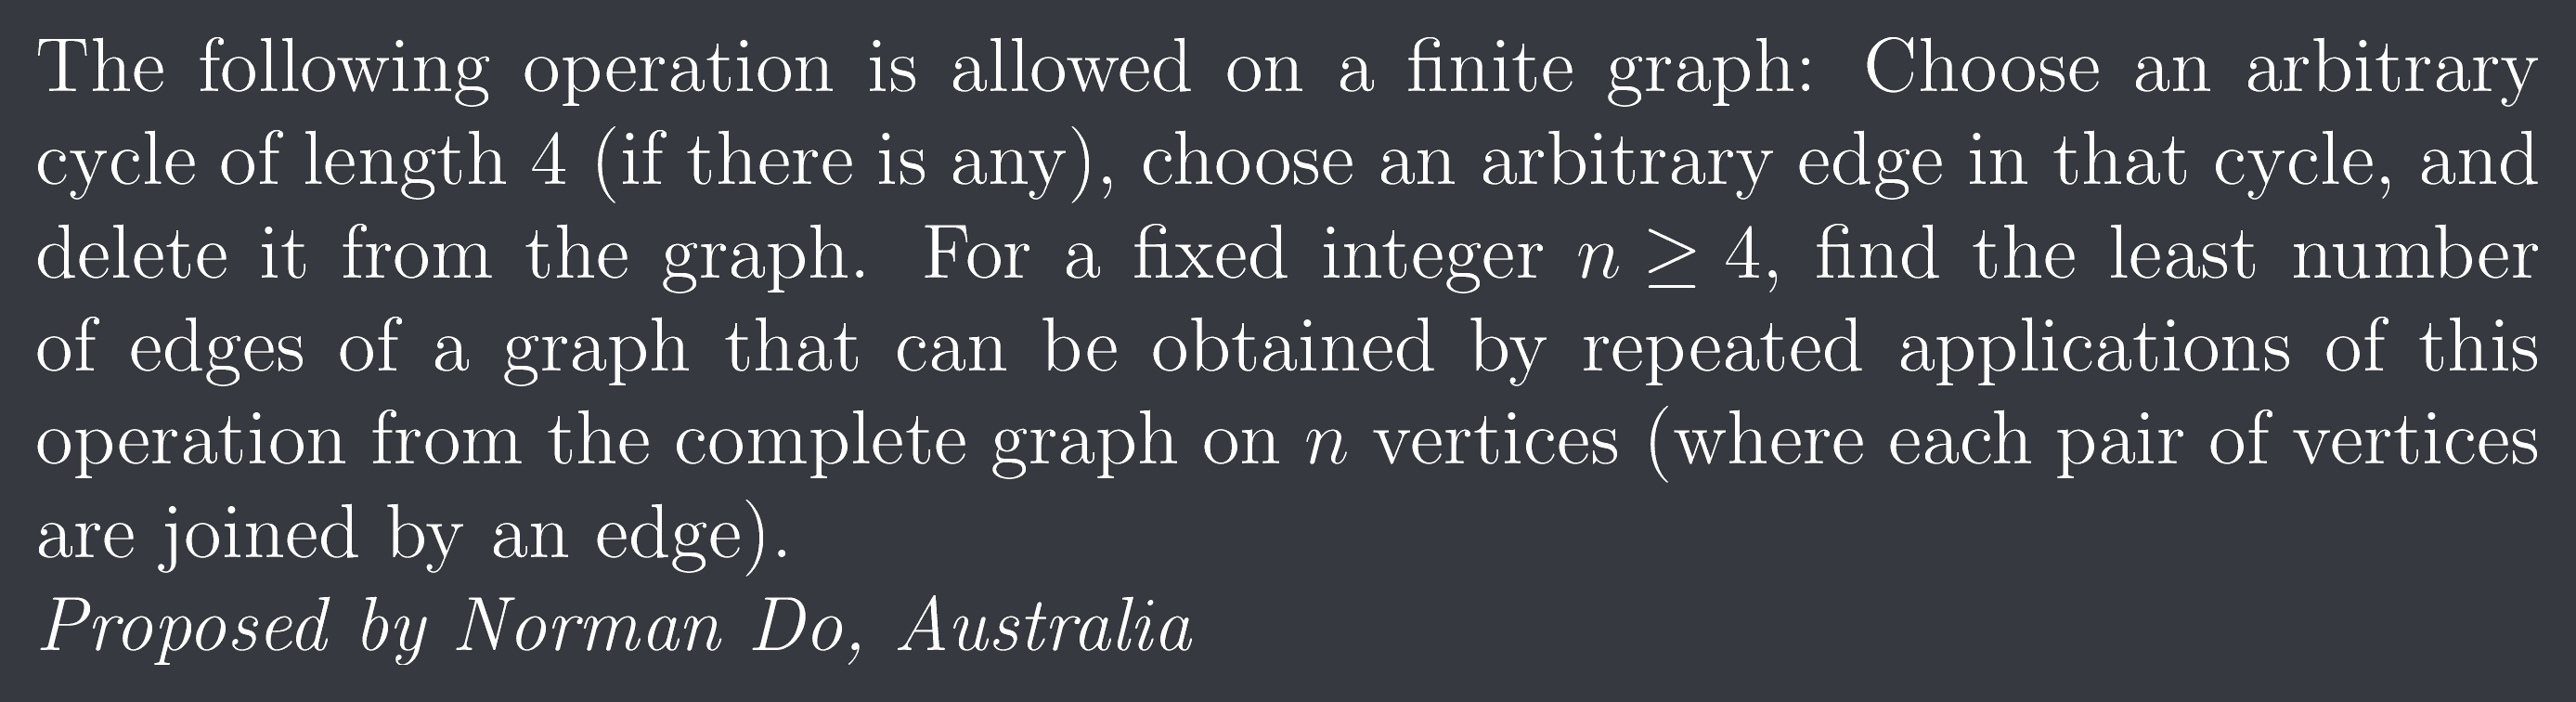 The following operation is allowed on a finite graph: Choose an arbitrary
cycle of length 4 (if there is any), choose an arbitrary edge in that cycle, and
delete it from the graph. For a fixed integer n ≥ 4, find the least number
of edges of a graph that can be obtained by repeated applications of this
operation from the complete graph on n vertices (where each pair of vertices
are joined by an edge).
Proposed by Norman Do, Australia